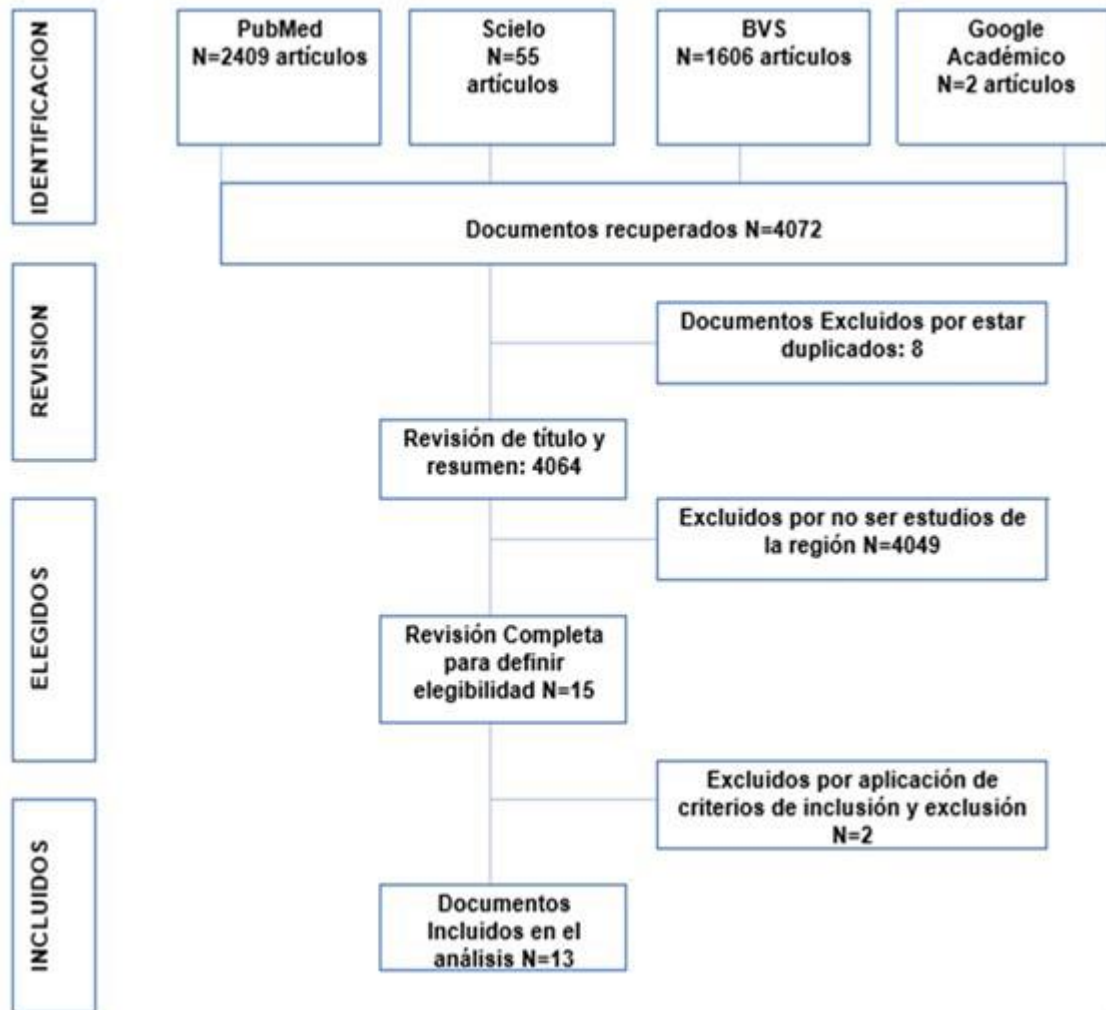 IDENTIFICACION
PubMed
N=2409 artículos
Scielo
N=55
artículos
BVS
N=1606 artículos
Google
Académico
N=2 artículos
Documentos recuperados N=4072
REVISION
Documentos Excluidos por estar
duplicados: 8
Revisión de título y
resumen: 4064
ELEGIDOS
Excluidos por no ser estudios de
la región N=4049
Revisión Completa
para definir
elegibilidad N=15
Excluidos por aplicación de
criterios de inclusión y exclusión
N=2
INCLUIDOS
Documentos
Incluidos en el
análisis N=13